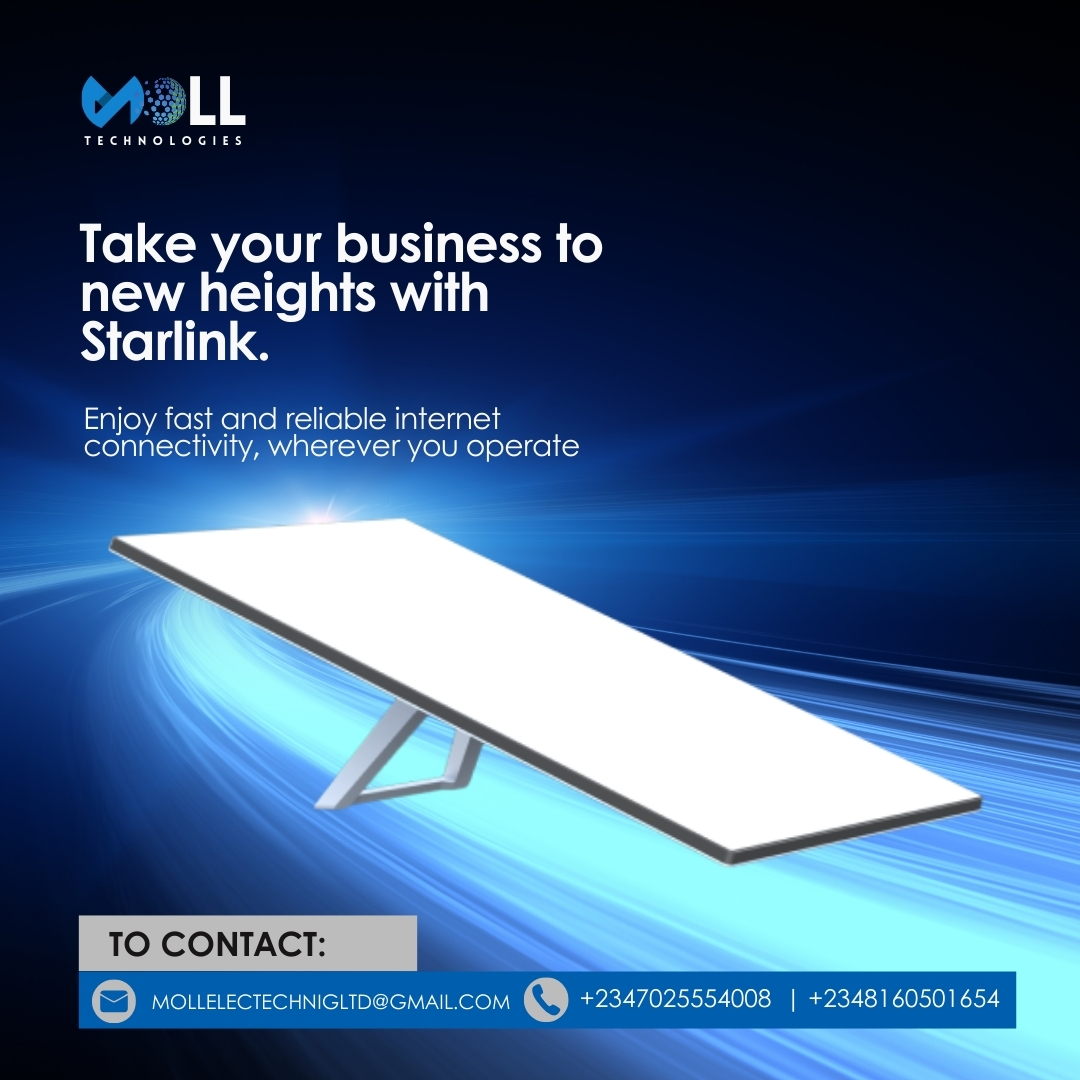 MOLL
TECHNOLOGIES
Take your business to
new heights with
Starlink.
Enjoy fast and reliable internet
connectivity, wherever you operate
TO CONTACT:
MOLLELECTECHNIGLTD@GMAIL.COM +2347025554008 | +2348160501654